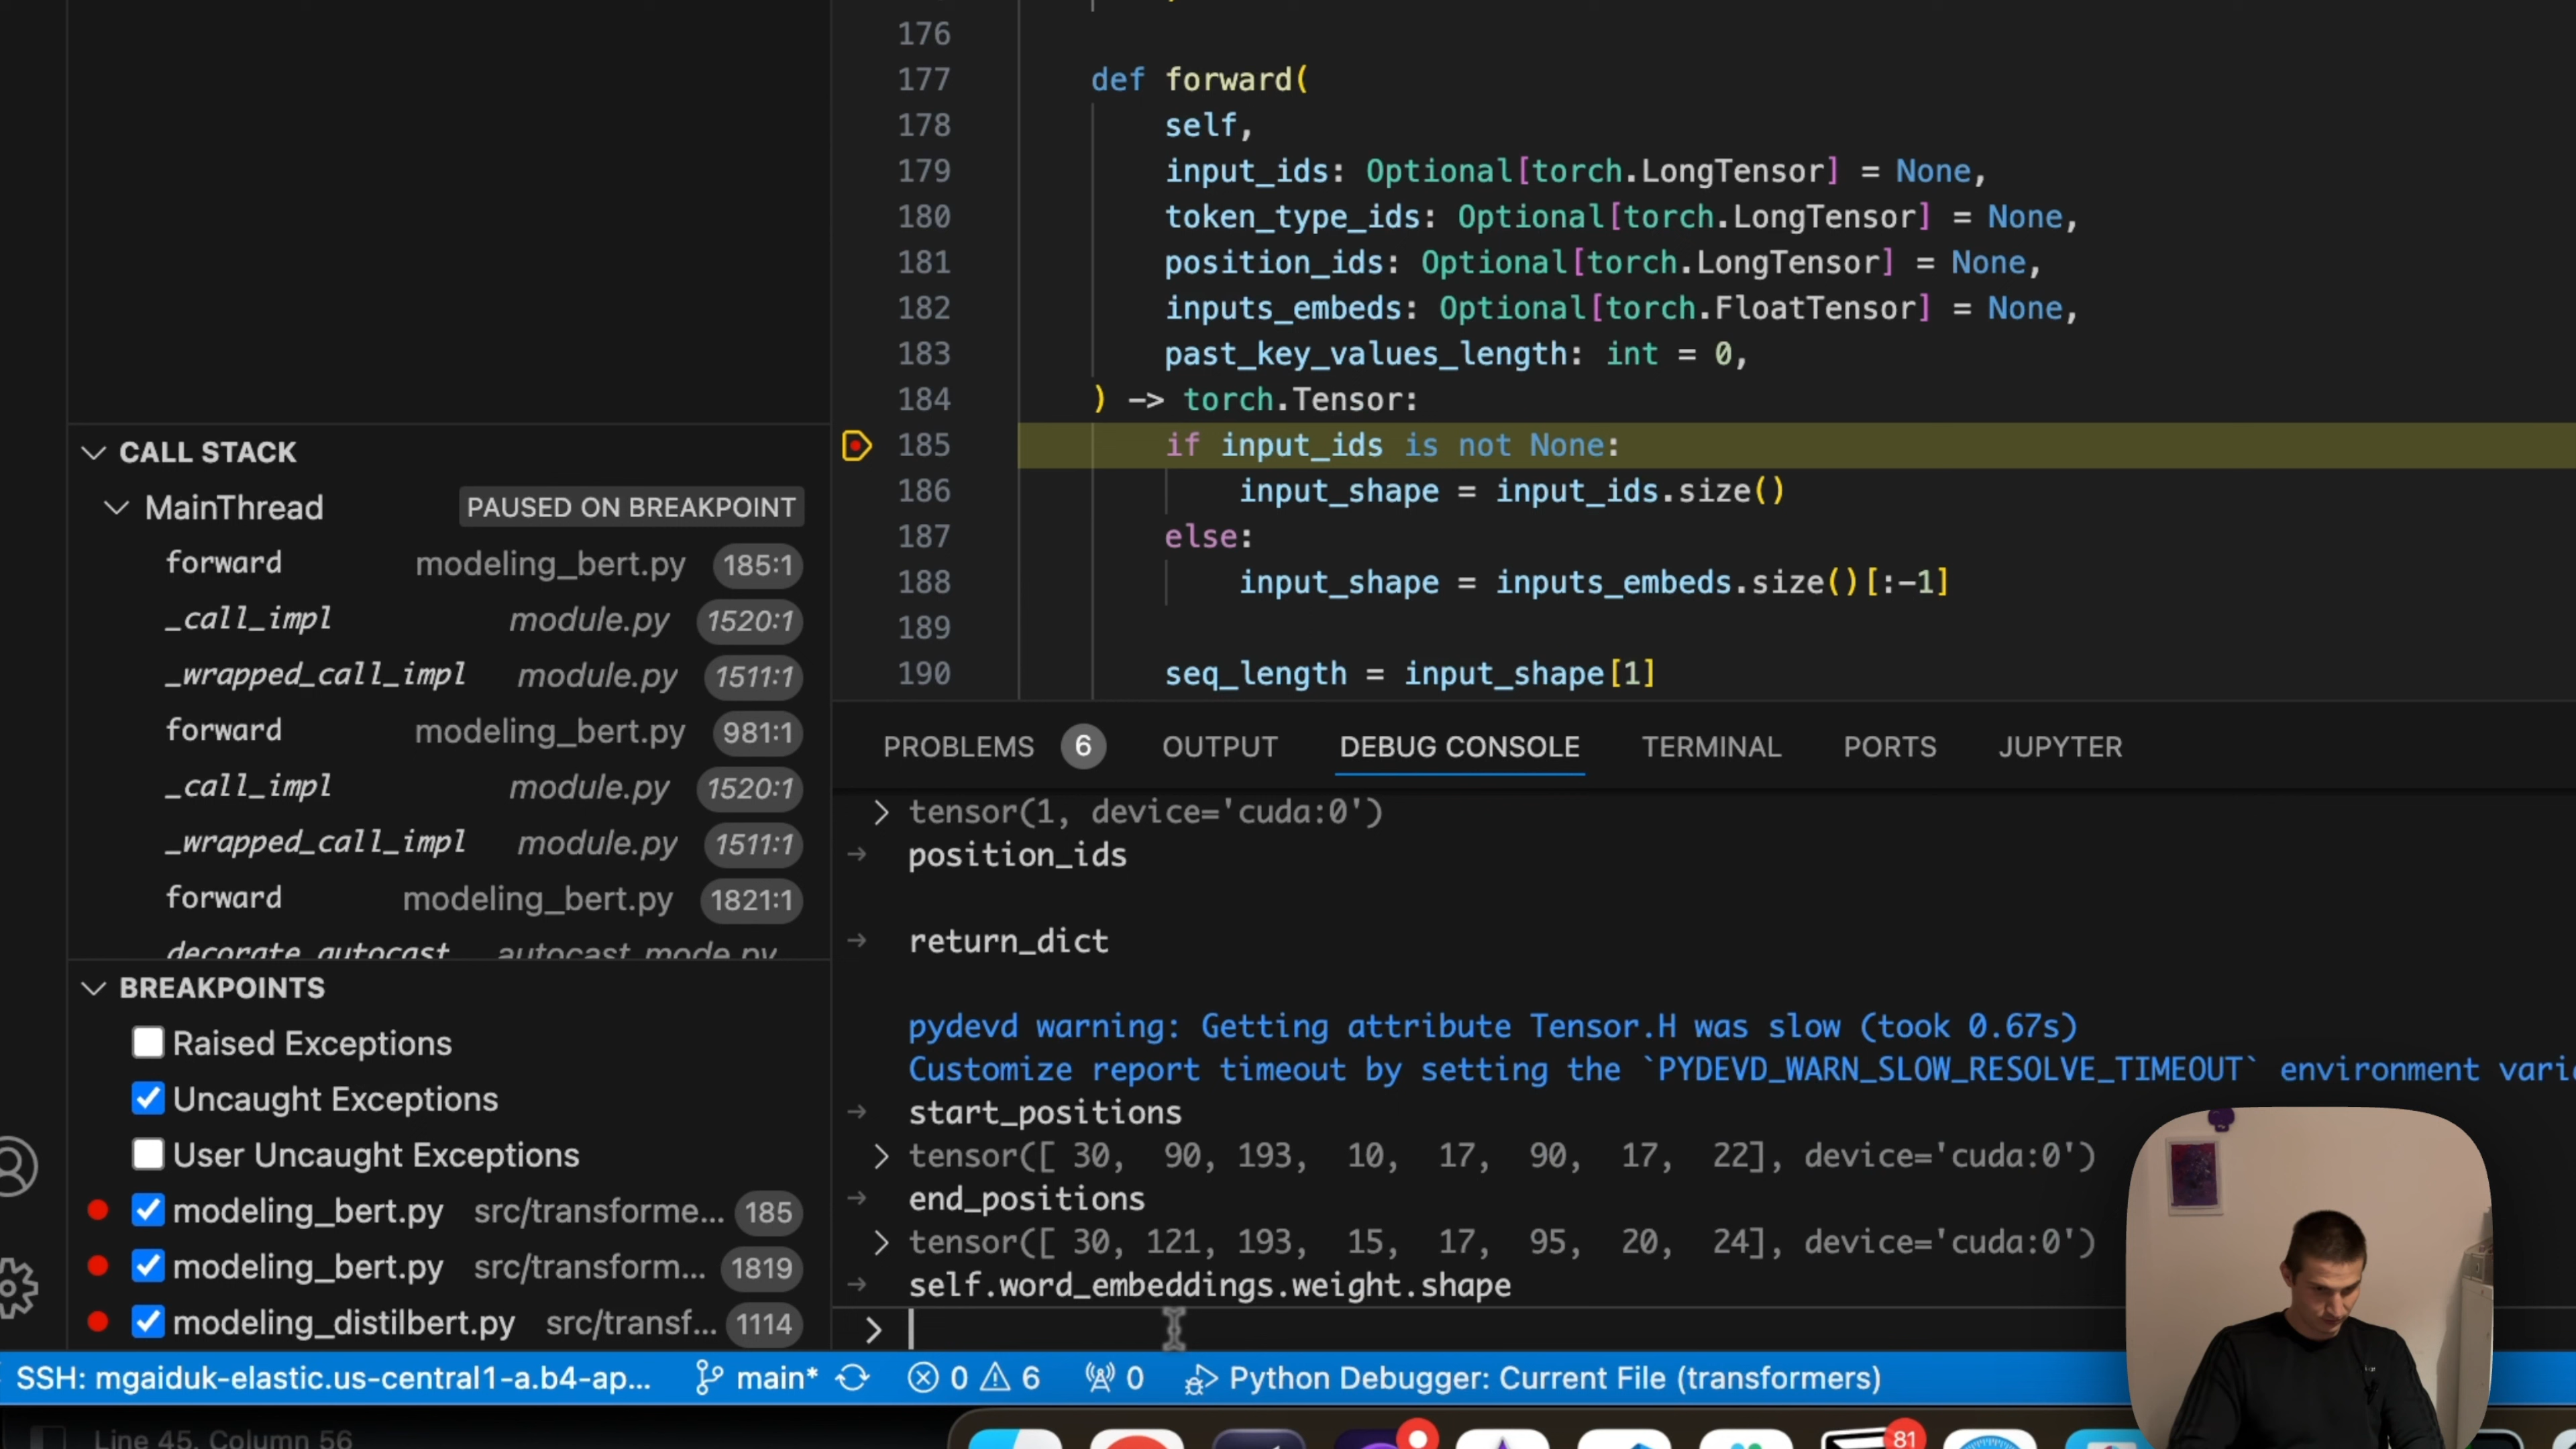 176
177 def forward(
178 self,
179 input_ids: Optional[torch.LongTensor] = None,
180 token_type_ids: Optional[torch.LongTensor] = None,
181 position_ids: Optional[torch.LongTensor] = None,
182 inputs_embeds: Optional[torch.FloatTensor] = None,
183 past_key_values_length: int = 0,
184 ) -> torch.Tensor:
185 if input_ids is not None:
186 input_shape = input_ids.size()
187 else:
188 input_shape = inputs_embeds.size()[:-1]
189
190 seq_length = input_shape[1]
CALL STACK
MainThread PAUSED ON BREAKPOINT
forward modeling_bert.py 185:1
_call_impl module.py 1520:1
_wrapped_call_impl module.py 1511:1
forward modeling_bert.py 981:1
_call_impl module.py 1520:1
_wrapped_call_impl module.py 1511:1
forward modeling_bert.py 1821:1
decorate_autocast autocast_mode.py
BREAKPOINTS
Raised Exceptions
Uncaught Exceptions
User Uncaught Exceptions
modeling_bert.py src/transforme... 185
modeling_bert.py src/transform... 1819
modeling_distilbert.py src/transf... 1114
PROBLEMS 6 OUTPUT DEBUG CONSOLE TERMINAL PORTS JUPYTER
> tensor(1, device='cuda:0')
→ position_ids
→ return_dict
pydevd warning: Getting attribute Tensor.H was slow (took 0.67s)
Customize report timeout by setting the `PYDEVD_WARN_SLOW_RESOLVE_TIMEOUT` environment
→ start_positions
> tensor([ 30, 90, 193, 10, 17, 90, 17, 22], device='cuda:0')
→ end_positions
> tensor([ 30, 121, 193, 15, 17, 95, 20, 24], device='cuda:0')
→ self.word_embeddings.weight.shape
>
SSH: mgaiduk-elastic.us-central1-a.b4-ap... main* 0 6 0 Python Debugger: Current File (transformers)
Line 45, Column 56
81